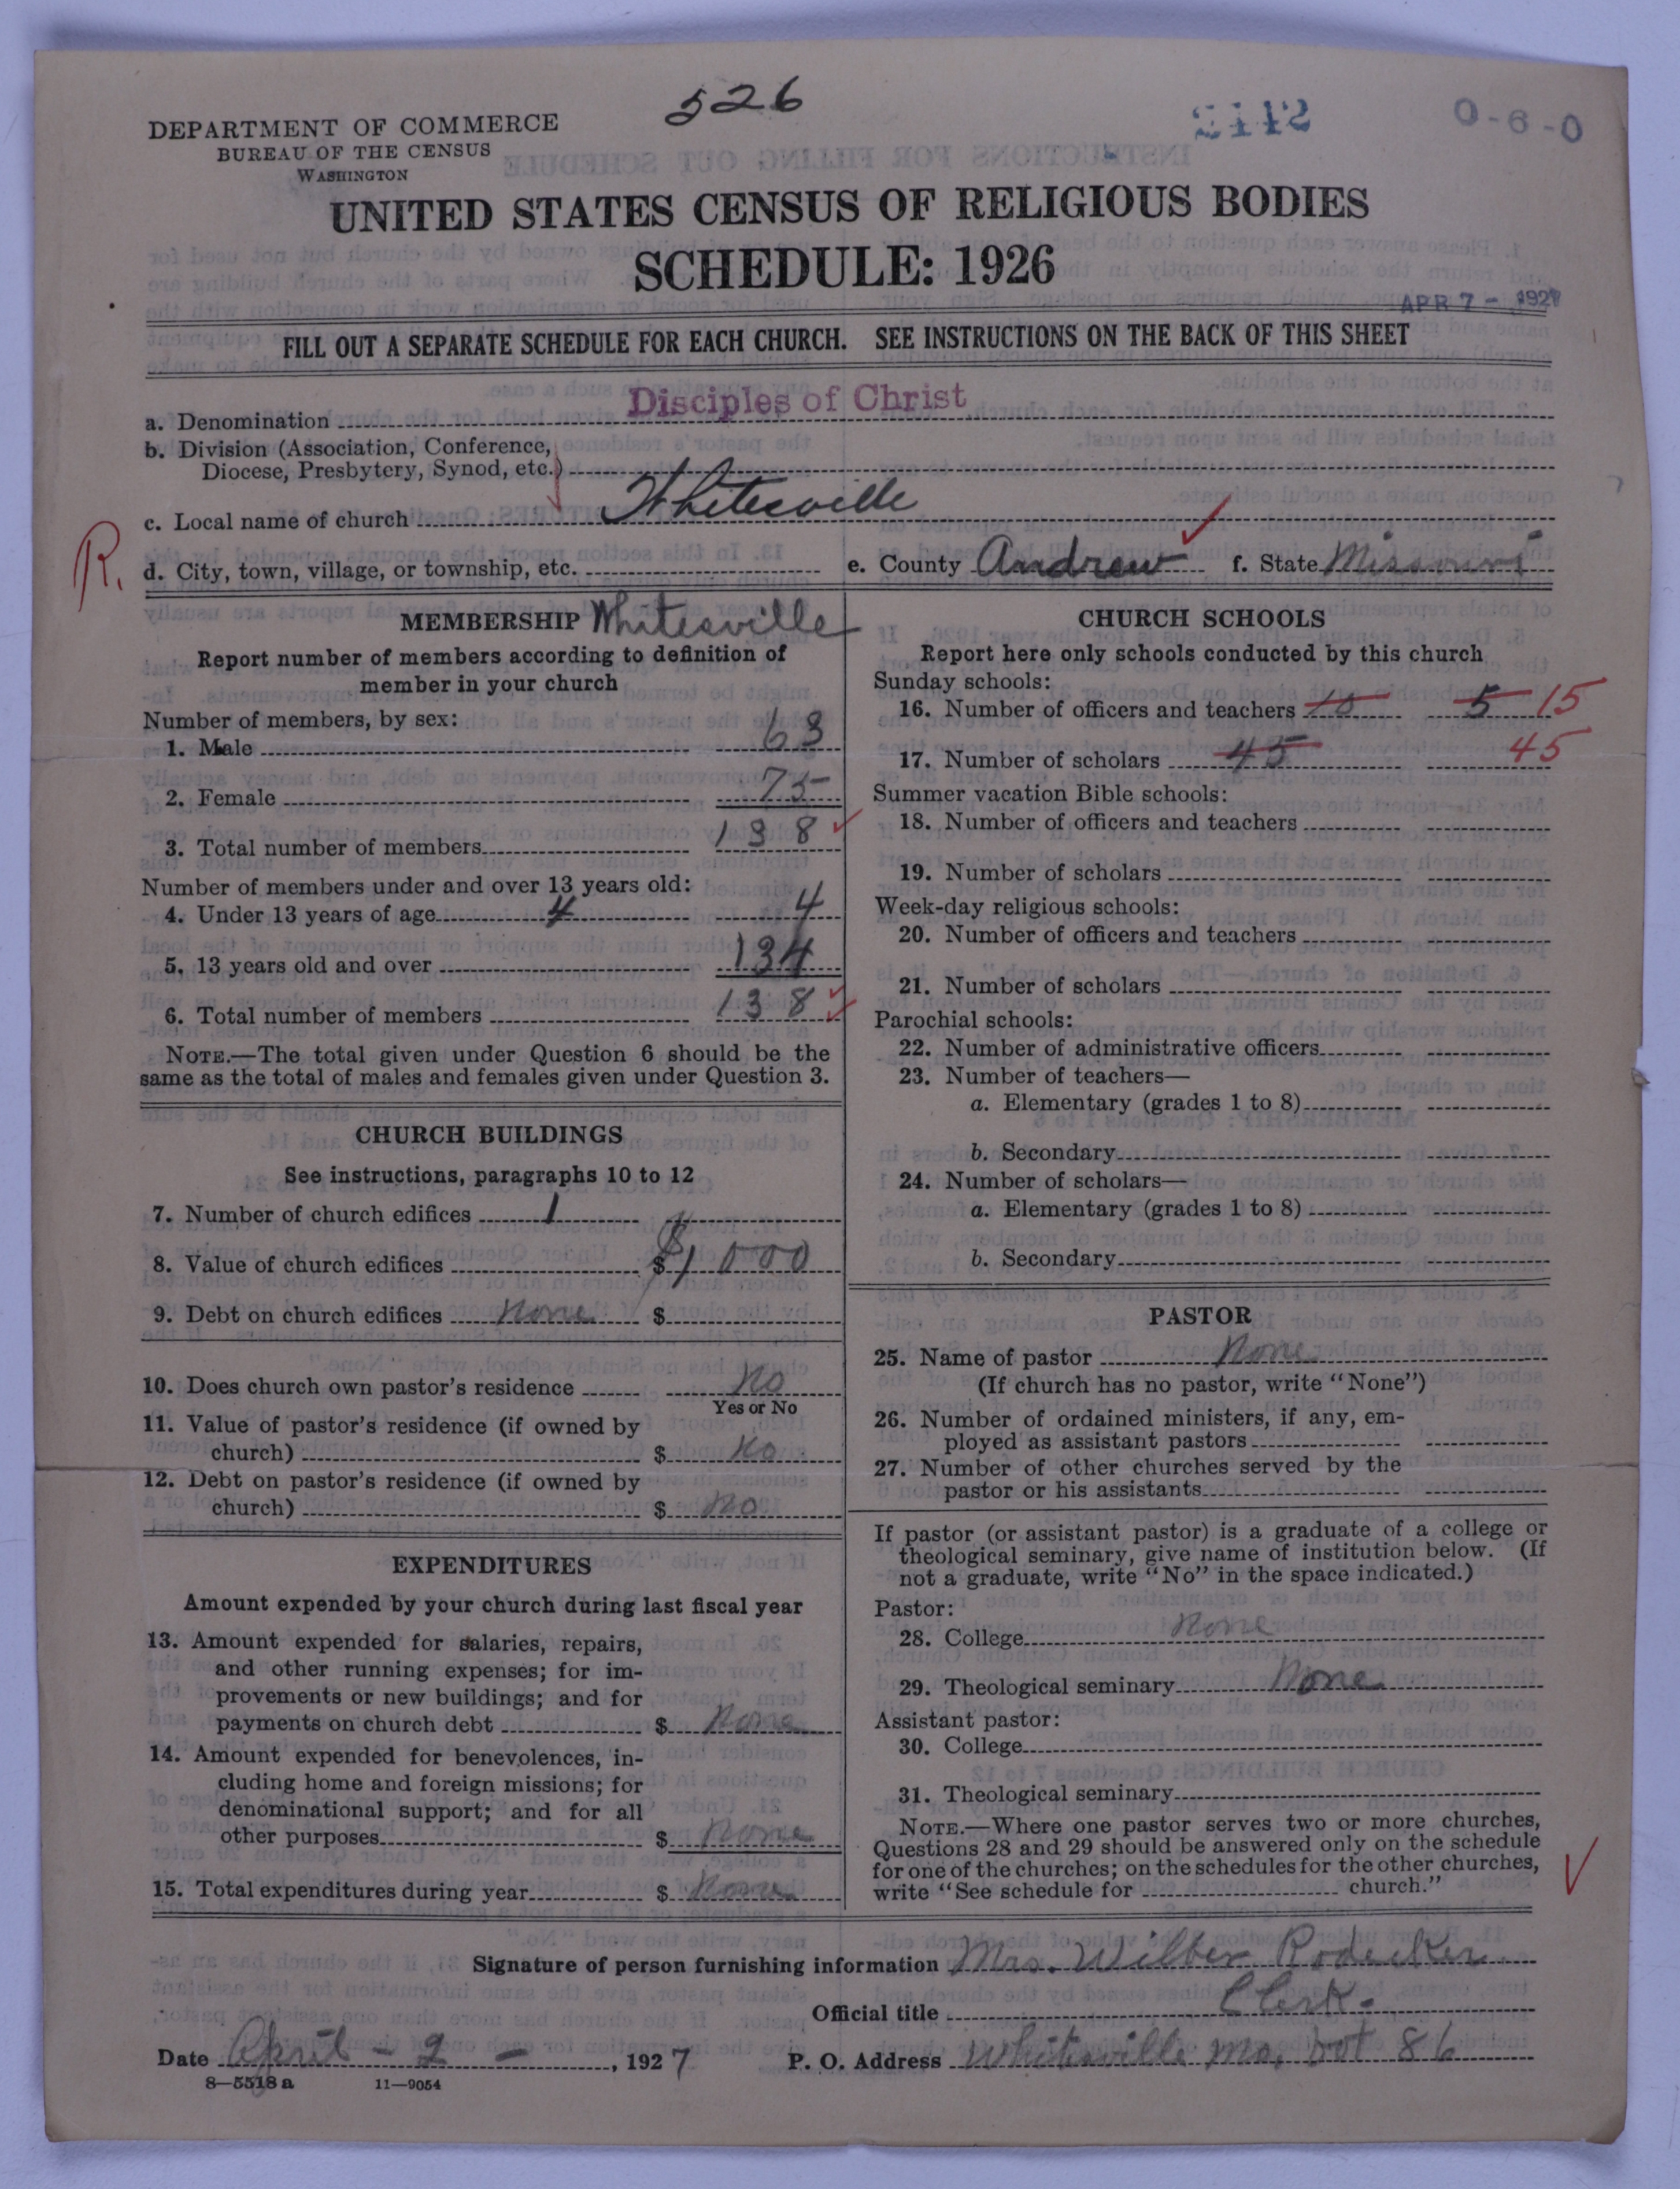 526
2442
0-6-0
DEPARTMENT OF COMMERCE
BUREAU OF THE CENSUS
WASHINGTON
UNITED STATES CENSUS OF RELIGIOUS BODIES
SCHEDULE: 1926
APR 7 - 1927
FILL OUT A SEPARATE SCHEDULE FOR EACH CHURCH. SEE INSTRUCTIONS ON THE BACK OF THIS SHEET
a. Denomination Disciples of Christ
b. Division (Association, Conference,
Diocese, Presbytery, Synod, etc.)
c. Local name of church Whitesville
R.
d. City, town, village, or township, etc. e. County Andrew f. State Missouri
MEMBERSHIP Whitesville
Report number of members according to definition of
member in your church
Number of members, by sex:
1. Male 63
2. Female 75
3. Total number of members 138
Number of members under and over 13 years old:
4. Under 13 years of age 4 4
5. 13 years old and over 134
6. Total number of members 138
NOTE.—The total given under Question 6 should be the
same as the total of males and females given under Question 3.
CHURCH BUILDINGS
See instructions, paragraphs 10 to 12
7. Number of church edifices 1
8. Value of church edifices $ $1000
9. Debt on church edifices none $
10. Does church own pastor's residence No
Yes or No
11. Value of pastor's residence (if owned by
church) $ No
12. Debt on pastor's residence (if owned by
church) $ no
EXPENDITURES
Amount expended by your church during last fiscal year
13. Amount expended for salaries, repairs,
and other running expenses; for im-
provements or new buildings; and for
payments on church debt $ None
14. Amount expended for benevolences, in-
cluding home and foreign missions; for
denominational support; and for all
other purposes $ None
15. Total expenditures during year $ None
CHURCH SCHOOLS
Report here only schools conducted by this church
Sunday schools:
16. Number of officers and teachers 10 5 15
17. Number of scholars 45 45
Summer vacation Bible schools:
18. Number of officers and teachers
19. Number of scholars
Week-day religious schools:
20. Number of officers and teachers
21. Number of scholars
Parochial schools:
22. Number of administrative officers
23. Number of teachers—
a. Elementary (grades 1 to 8)
b. Secondary
24. Number of scholars—
a. Elementary (grades 1 to 8)
b. Secondary
PASTOR
25. Name of pastor None
(If church has no pastor, write "None")
26. Number of ordained ministers, if any, em-
ployed as assistant pastors
27. Number of other churches served by the
pastor or his assistants
If pastor (or assistant pastor) is a graduate of a college or
theological seminary, give name of institution below. (If
not a graduate, write "No" in the space indicated.)
Pastor:
28. College None
29. Theological seminary None
Assistant pastor:
30. College
31. Theological seminary
NOTE.—Where one pastor serves two or more churches,
Questions 28 and 29 should be answered only on the schedule
for one of the churches; on the schedules for the other churches,
write "See schedule for church."
Signature of person furnishing information Mrs. Wilber Rodecker
Official title Clerk.
Date April - 2 - , 1927 P. O. Address Whitesville Mo, 86
8—5518 a 11—9054